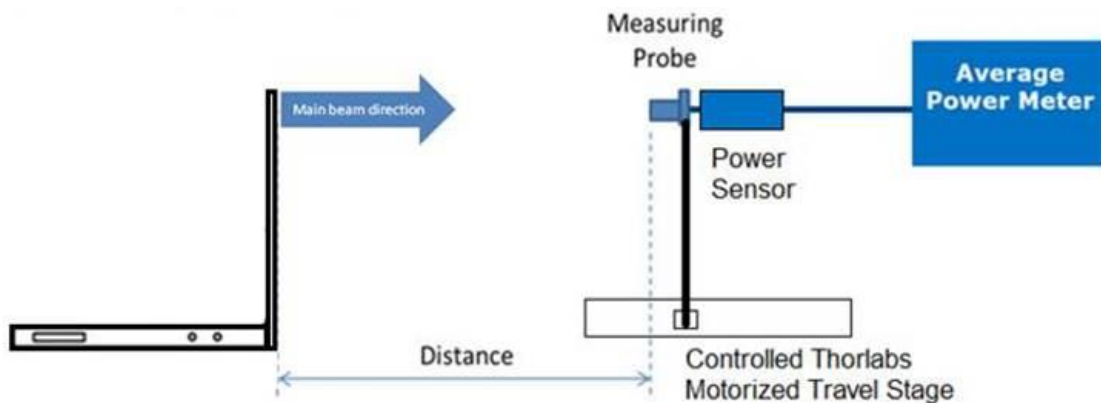 Measuring
Probe
Main beam direction
Average
Power Meter
Power
Sensor
Distance
Controlled Thorlabs
Motorized Travel Stage